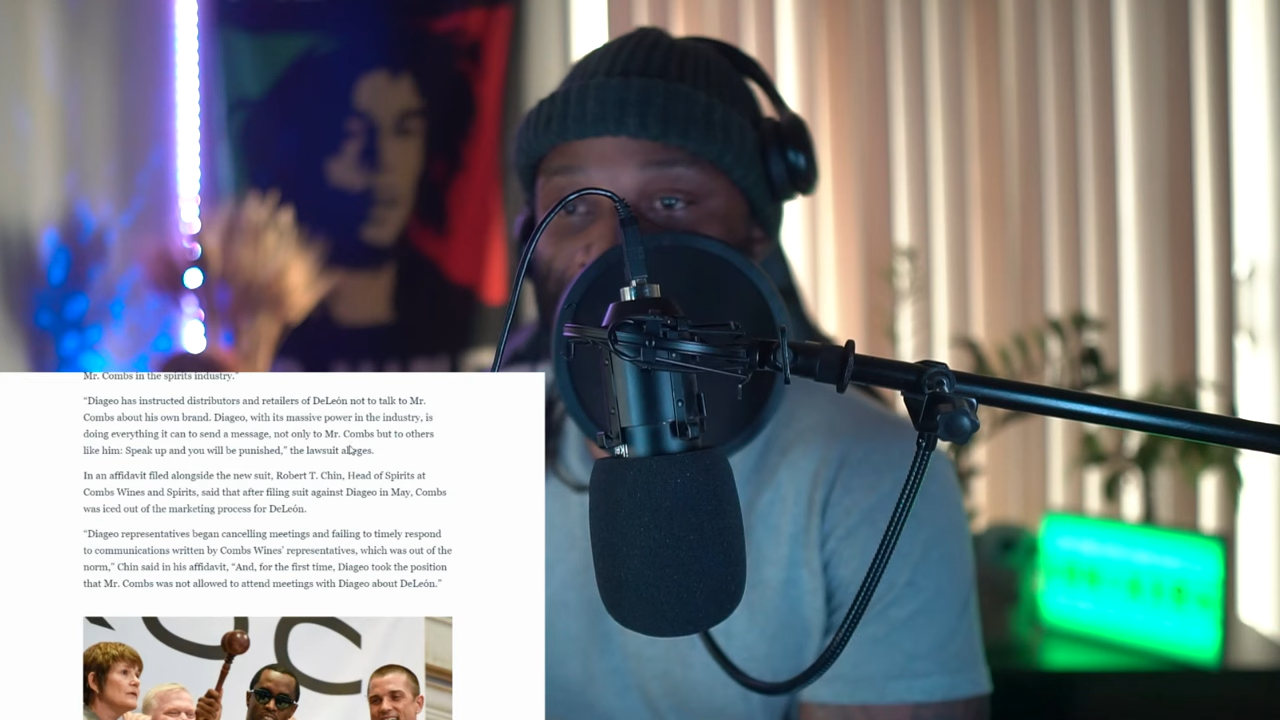 Mr. Combs in the spirits industry."
“Diageo has instructed distributors and retailers of DeLeón not to talk to Mr.
Combs about his own brand. Diageo, with its massive power in the industry, is
doing everything it can to send a message, not only to Mr. Combs but to others
like him: Speak up and you will be punished,” the lawsuit alleges.
In an affidavit filed alongside the new suit, Robert T. Chin, Head of Spirits at
Combs Wines and Spirits, said that after filing suit against Diageo in May, Combs
was iced out of the marketing process for DeLeón.
“Diageo representatives began cancelling meetings and failing to timely respond
to communications written by Combs Wines’ representatives, which was out of the
norm,” Chin said in his affidavit, “And, for the first time, Diageo took the position
that Mr. Combs was not allowed to attend meetings with Diageo about DeLeón.”